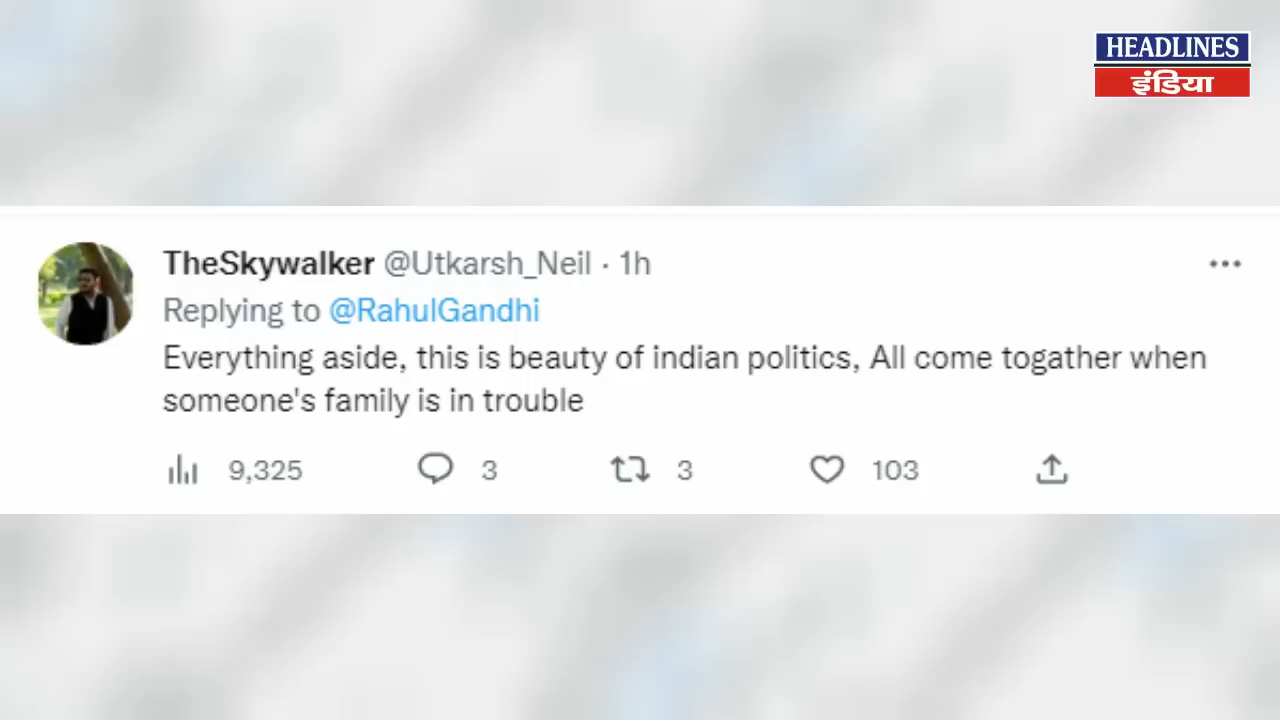 HEADLINES
इंडिया
TheSkywalker @Utkarsh_Neil · 1h
Replying to @RahulGandhi
Everything aside, this is beauty of indian politics, All come togather when
someone's family is in trouble
9,325 3 3 103